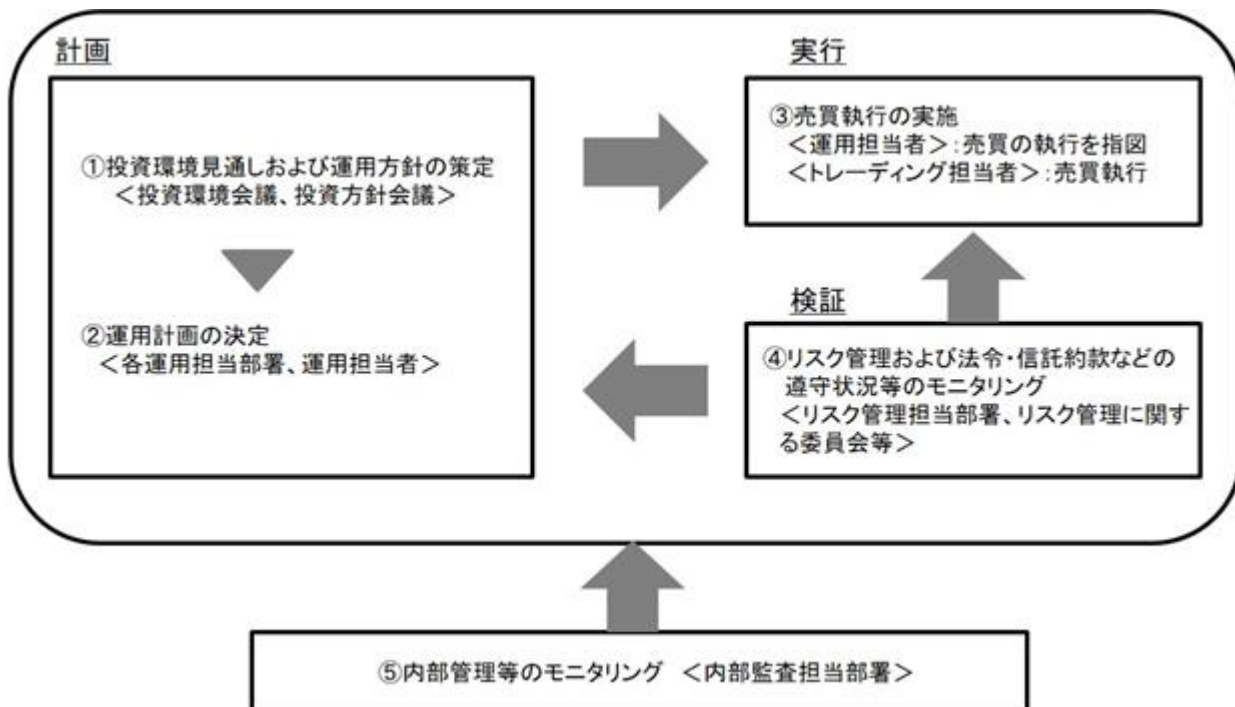 計画
①投資環境見通しおよび運用方針の策定
＜投資環境会議、投資方針会議＞
②運用計画の決定
＜各運用担当部署、運用担当者＞
実行
③売買執行の実施
＜運用担当者＞：売買の執行を指図
＜トレーディング担当者＞：売買執行
検証
④リスク管理および法令・信託約款などの
遵守状況等のモニタリング
＜リスク管理担当部署、リスク管理に関す
る委員会等＞
⑤内部管理等のモニタリング ＜内部監査担当部署＞